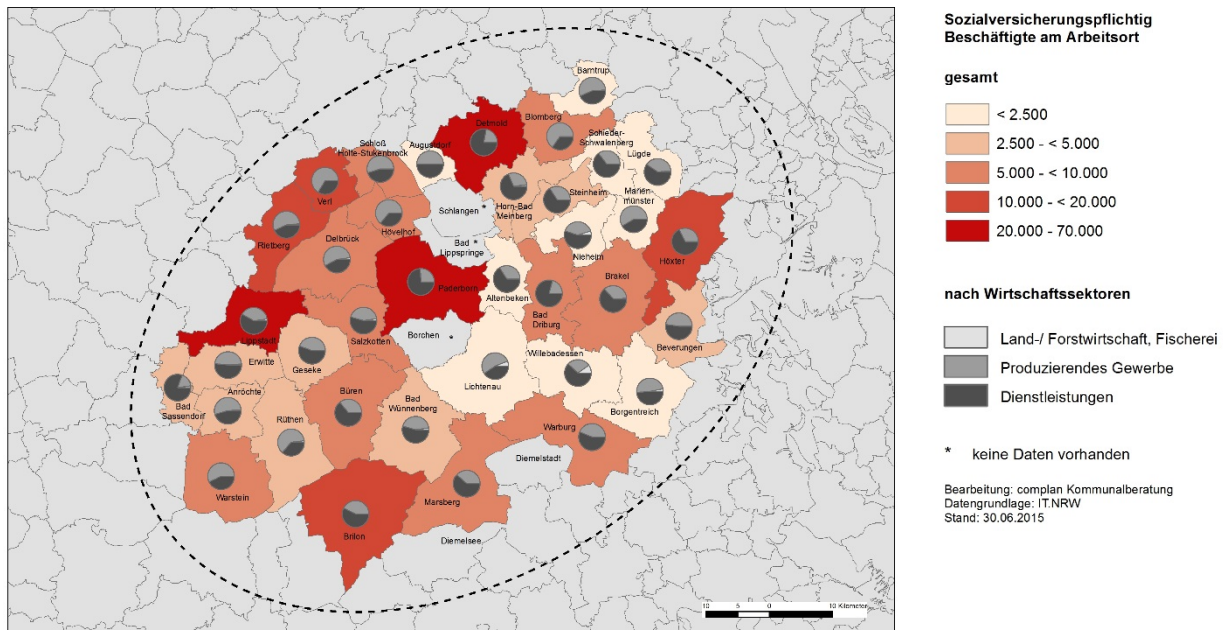 Barntrup
Blomberg
Detmold
Schieder-
Schwalenberg
Schloß
Holte-Stukenbrock
Augustdorf
Lügde
Verl
Steinheim
Marien-
münster
Horn-Bad
Meinberg
Schlangen *
Rietberg
Delbrück
Hövelhof
Bad *
Lippspringe
Nieheim
Höxter
Paderborn
Altenbeken
Brakel
Bad
Driburg
Lippstadt
Salzkotten
Borchen *
Beverungen
Erwitte
Geseke
Willebadessen
Lichtenau
Anröchte
Büren
Bad
Wünnenberg
Borgentreich
Bad
Sassendorf
Rüthen
Warburg
Diemelstadt
Warstein
Marsberg
Brilon
Diemelsee
10 5 0 10 Kilometer
Sozialversicherungspflichtig
Beschäftigte am Arbeitsort
gesamt
< 2.500
2.500 - < 5.000
5.000 - < 10.000
10.000 - < 20.000
20.000 - 70.000
nach Wirtschaftssektoren
Land-/ Forstwirtschaft, Fischerei
Produzierendes Gewerbe
Dienstleistungen
* keine Daten vorhanden
Bearbeitung: complan Kommunalberatung
Datengrundlage: IT.NRW
Stand: 30.06.2015